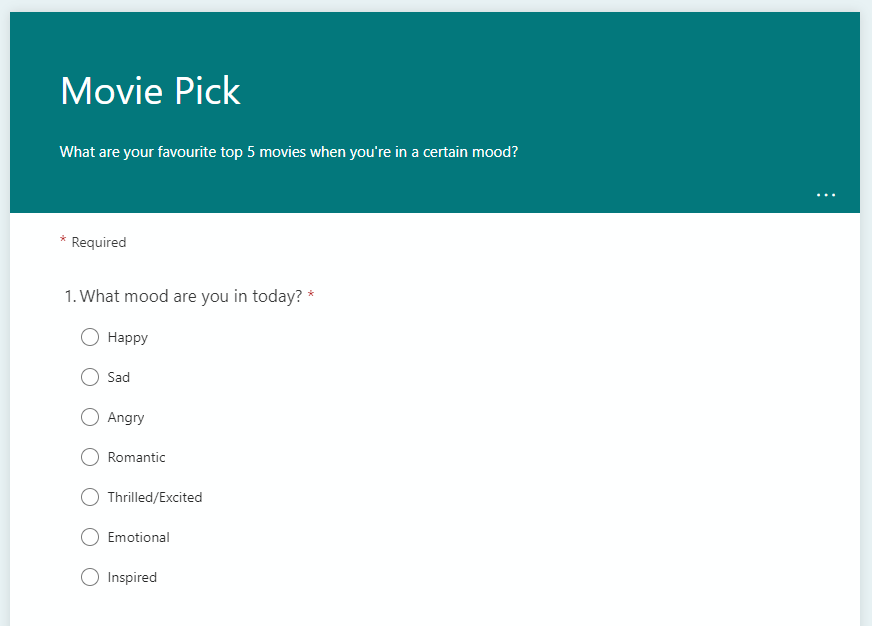 Movie Pick
What are your favourite top 5 movies when you're in a certain mood?
...
* Required
1. What mood are you in today? *
Happy
Sad
Angry
Romantic
Thrilled/Excited
Emotional
Inspired